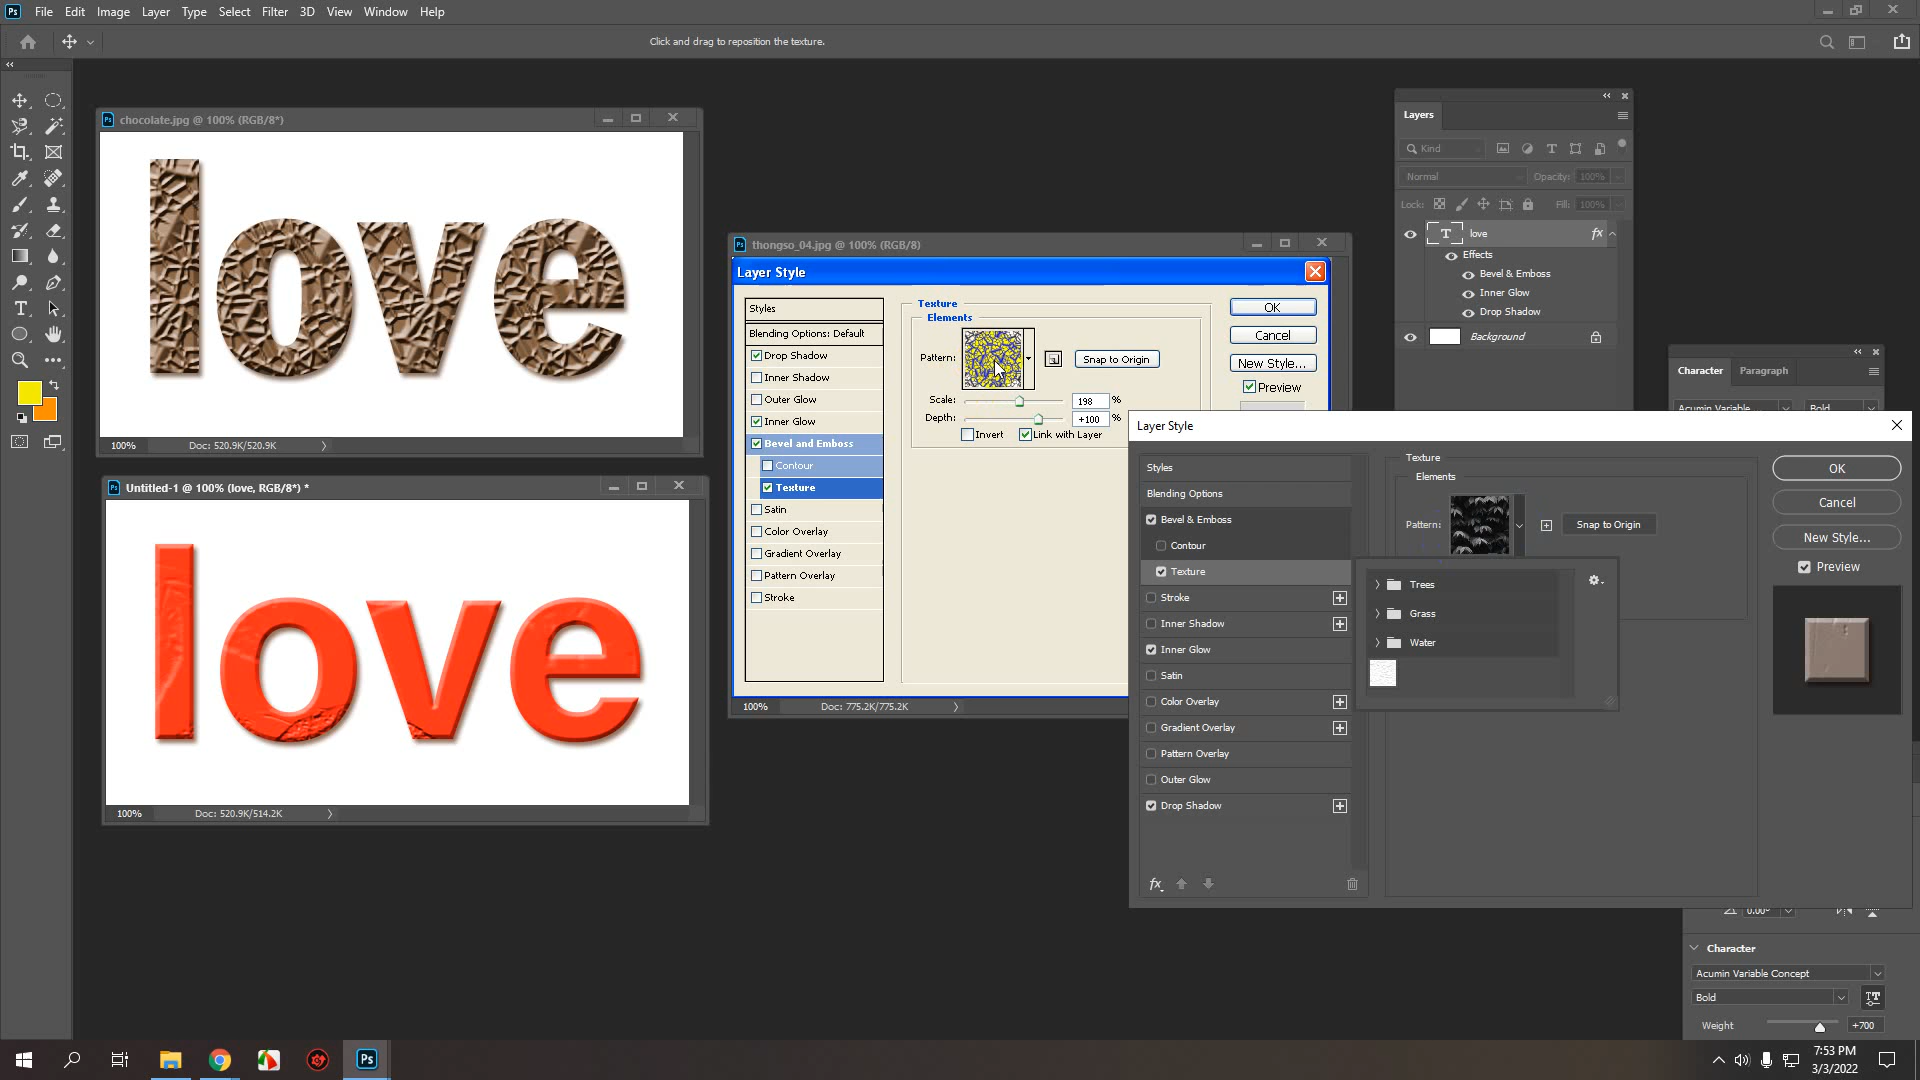 Ps File Edit Image Layer Type Select Filter 3D View Window Help
Click and drag to reposition the texture.
chocolate.jpg @ 100% (RGB/8*)
love
100% Doc: 520.9K/520.9K
Untitled-1 @ 100% (love, RGB/8*) *
love
100% Doc: 520.9K/514.2K
thongso_04.jpg @ 100% (RGB/8)
Layer Style
Styles
Blending Options: Default
Drop Shadow
Inner Shadow
Outer Glow
Inner Glow
Bevel and Emboss
Contour
Texture
Satin
Color Overlay
Gradient Overlay
Pattern Overlay
Stroke
Texture
Elements
Pattern:
Snap to Origin
Scale: 198 %
Depth: +100 %
Invert Link with Layer
OK
Cancel
New Style...
Preview
100% Doc: 775.2K/775.2K
Layers
Kind
Normal Opacity: 100%
Lock: Fill: 100%
T love fx
Effects
Bevel & Emboss
Inner Glow
Drop Shadow
Background
Character Paragraph
Acumin Variable ... Bold
Layer Style
Styles
Blending Options
Bevel & Emboss
Contour
Texture
Stroke
Inner Shadow
Inner Glow
Satin
Color Overlay
Gradient Overlay
Pattern Overlay
Outer Glow
Drop Shadow
fx
Texture
Elements
Pattern:
Snap to Origin
Trees
Grass
Water
OK
Cancel
New Style...
Preview
0.00°
Character
Acumin Variable Concept
Bold
Weight +700
Ps
7:53 PM
3/3/2022